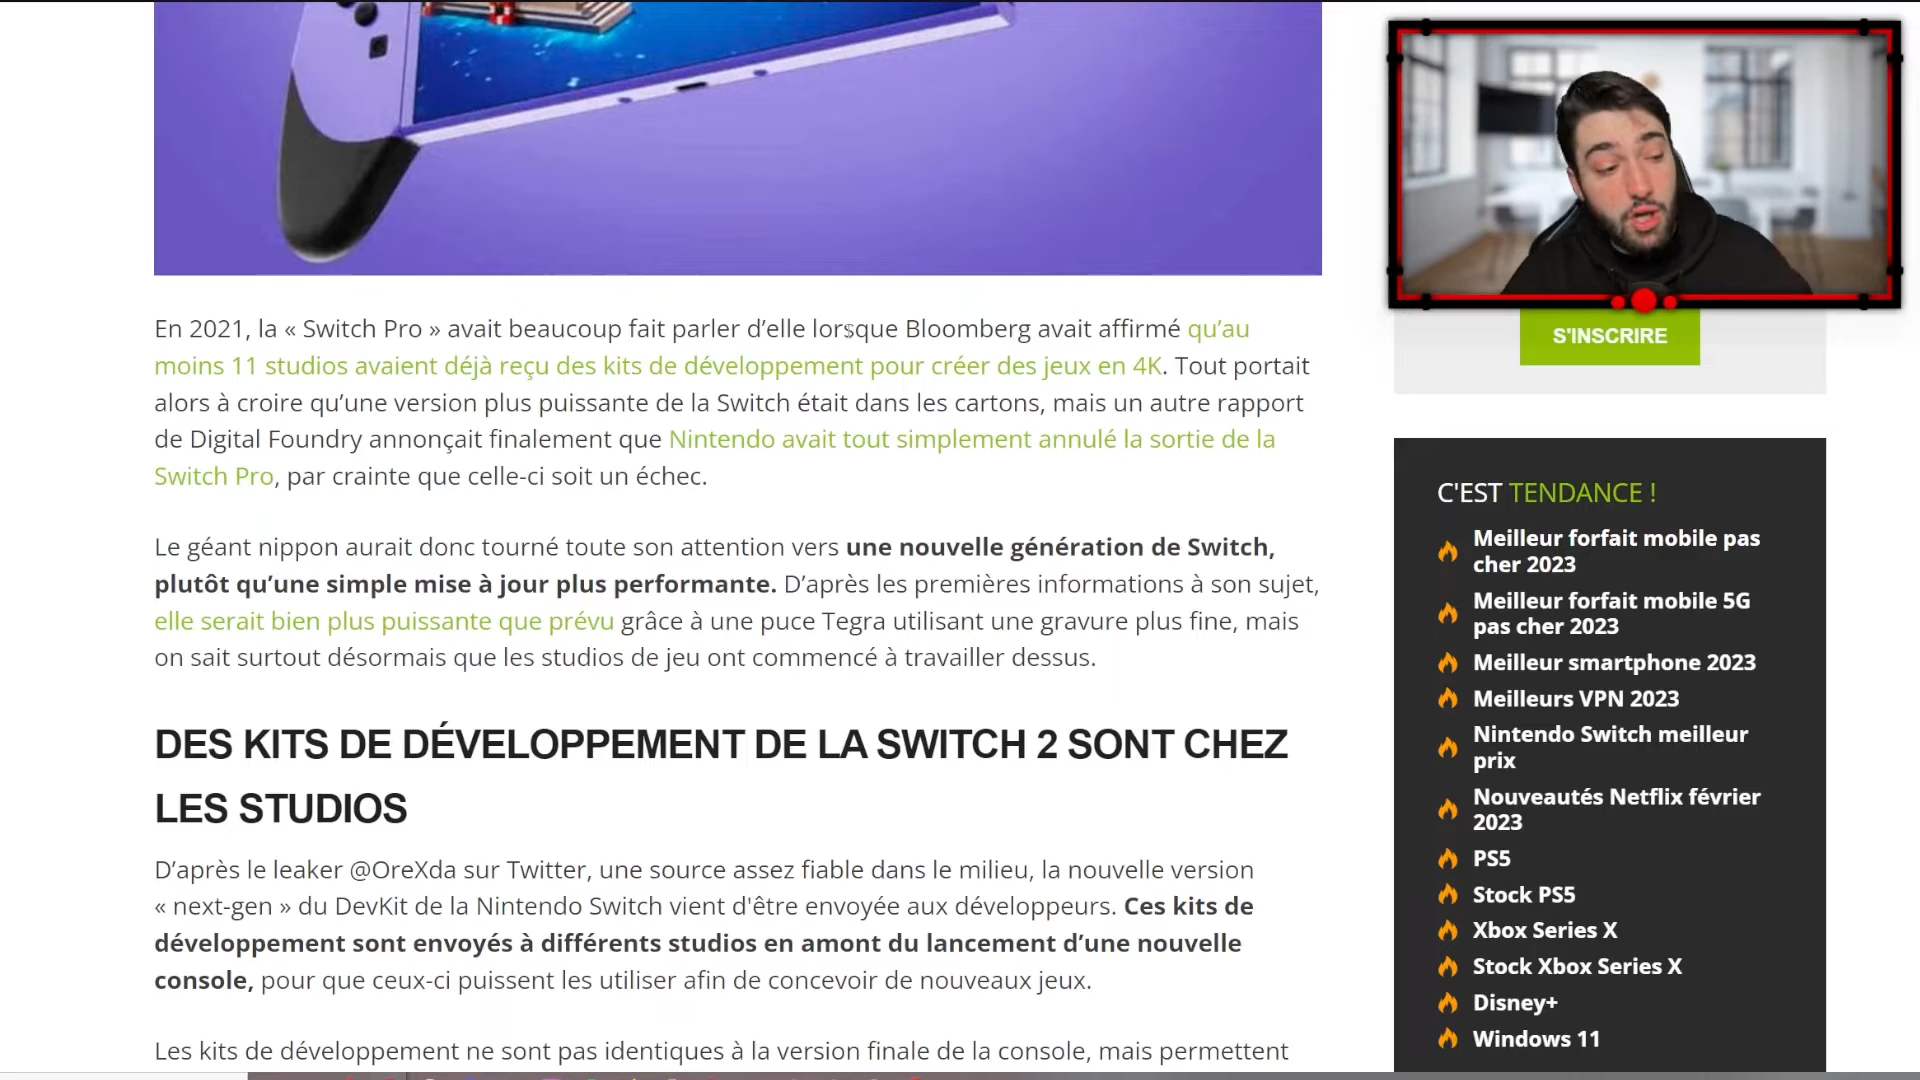 En 2021, la « Switch Pro » avait beaucoup fait parler d’elle lorsque Bloomberg avait affirmé qu’au
moins 11 studios avaient déjà reçu des kits de développement pour créer des jeux en 4K. Tout portait
alors à croire qu’une version plus puissante de la Switch était dans les cartons, mais un autre rapport
de Digital Foundry annonçait finalement que Nintendo avait tout simplement annulé la sortie de la
Switch Pro, par crainte que celle-ci soit un échec.
Le géant nippon aurait donc tourné toute son attention vers une nouvelle génération de Switch,
plutôt qu’une simple mise à jour plus performante. D’après les premières informations à son sujet,
elle serait bien plus puissante que prévu grâce à une puce Tegra utilisant une gravure plus fine, mais
on sait surtout désormais que les studios de jeu ont commencé à travailler dessus.
DES KITS DE DÉVELOPPEMENT DE LA SWITCH 2 SONT CHEZ
LES STUDIOS
D’après le leaker @OreXda sur Twitter, une source assez fiable dans le milieu, la nouvelle version
« next-gen » du DevKit de la Nintendo Switch vient d'être envoyée aux développeurs. Ces kits de
développement sont envoyés à différents studios en amont du lancement d’une nouvelle
console, pour que ceux-ci puissent les utiliser afin de concevoir de nouveaux jeux.
Les kits de développement ne sont pas identiques à la version finale de la console, mais permettent
S'INSCRIRE
C'EST TENDANCE !
Meilleur forfait mobile pas
cher 2023
Meilleur forfait mobile 5G
pas cher 2023
Meilleur smartphone 2023
Meilleurs VPN 2023
Nintendo Switch meilleur
prix
Nouveautés Netflix février
2023
PS5
Stock PS5
Xbox Series X
Stock Xbox Series X
Disney+
Windows 11